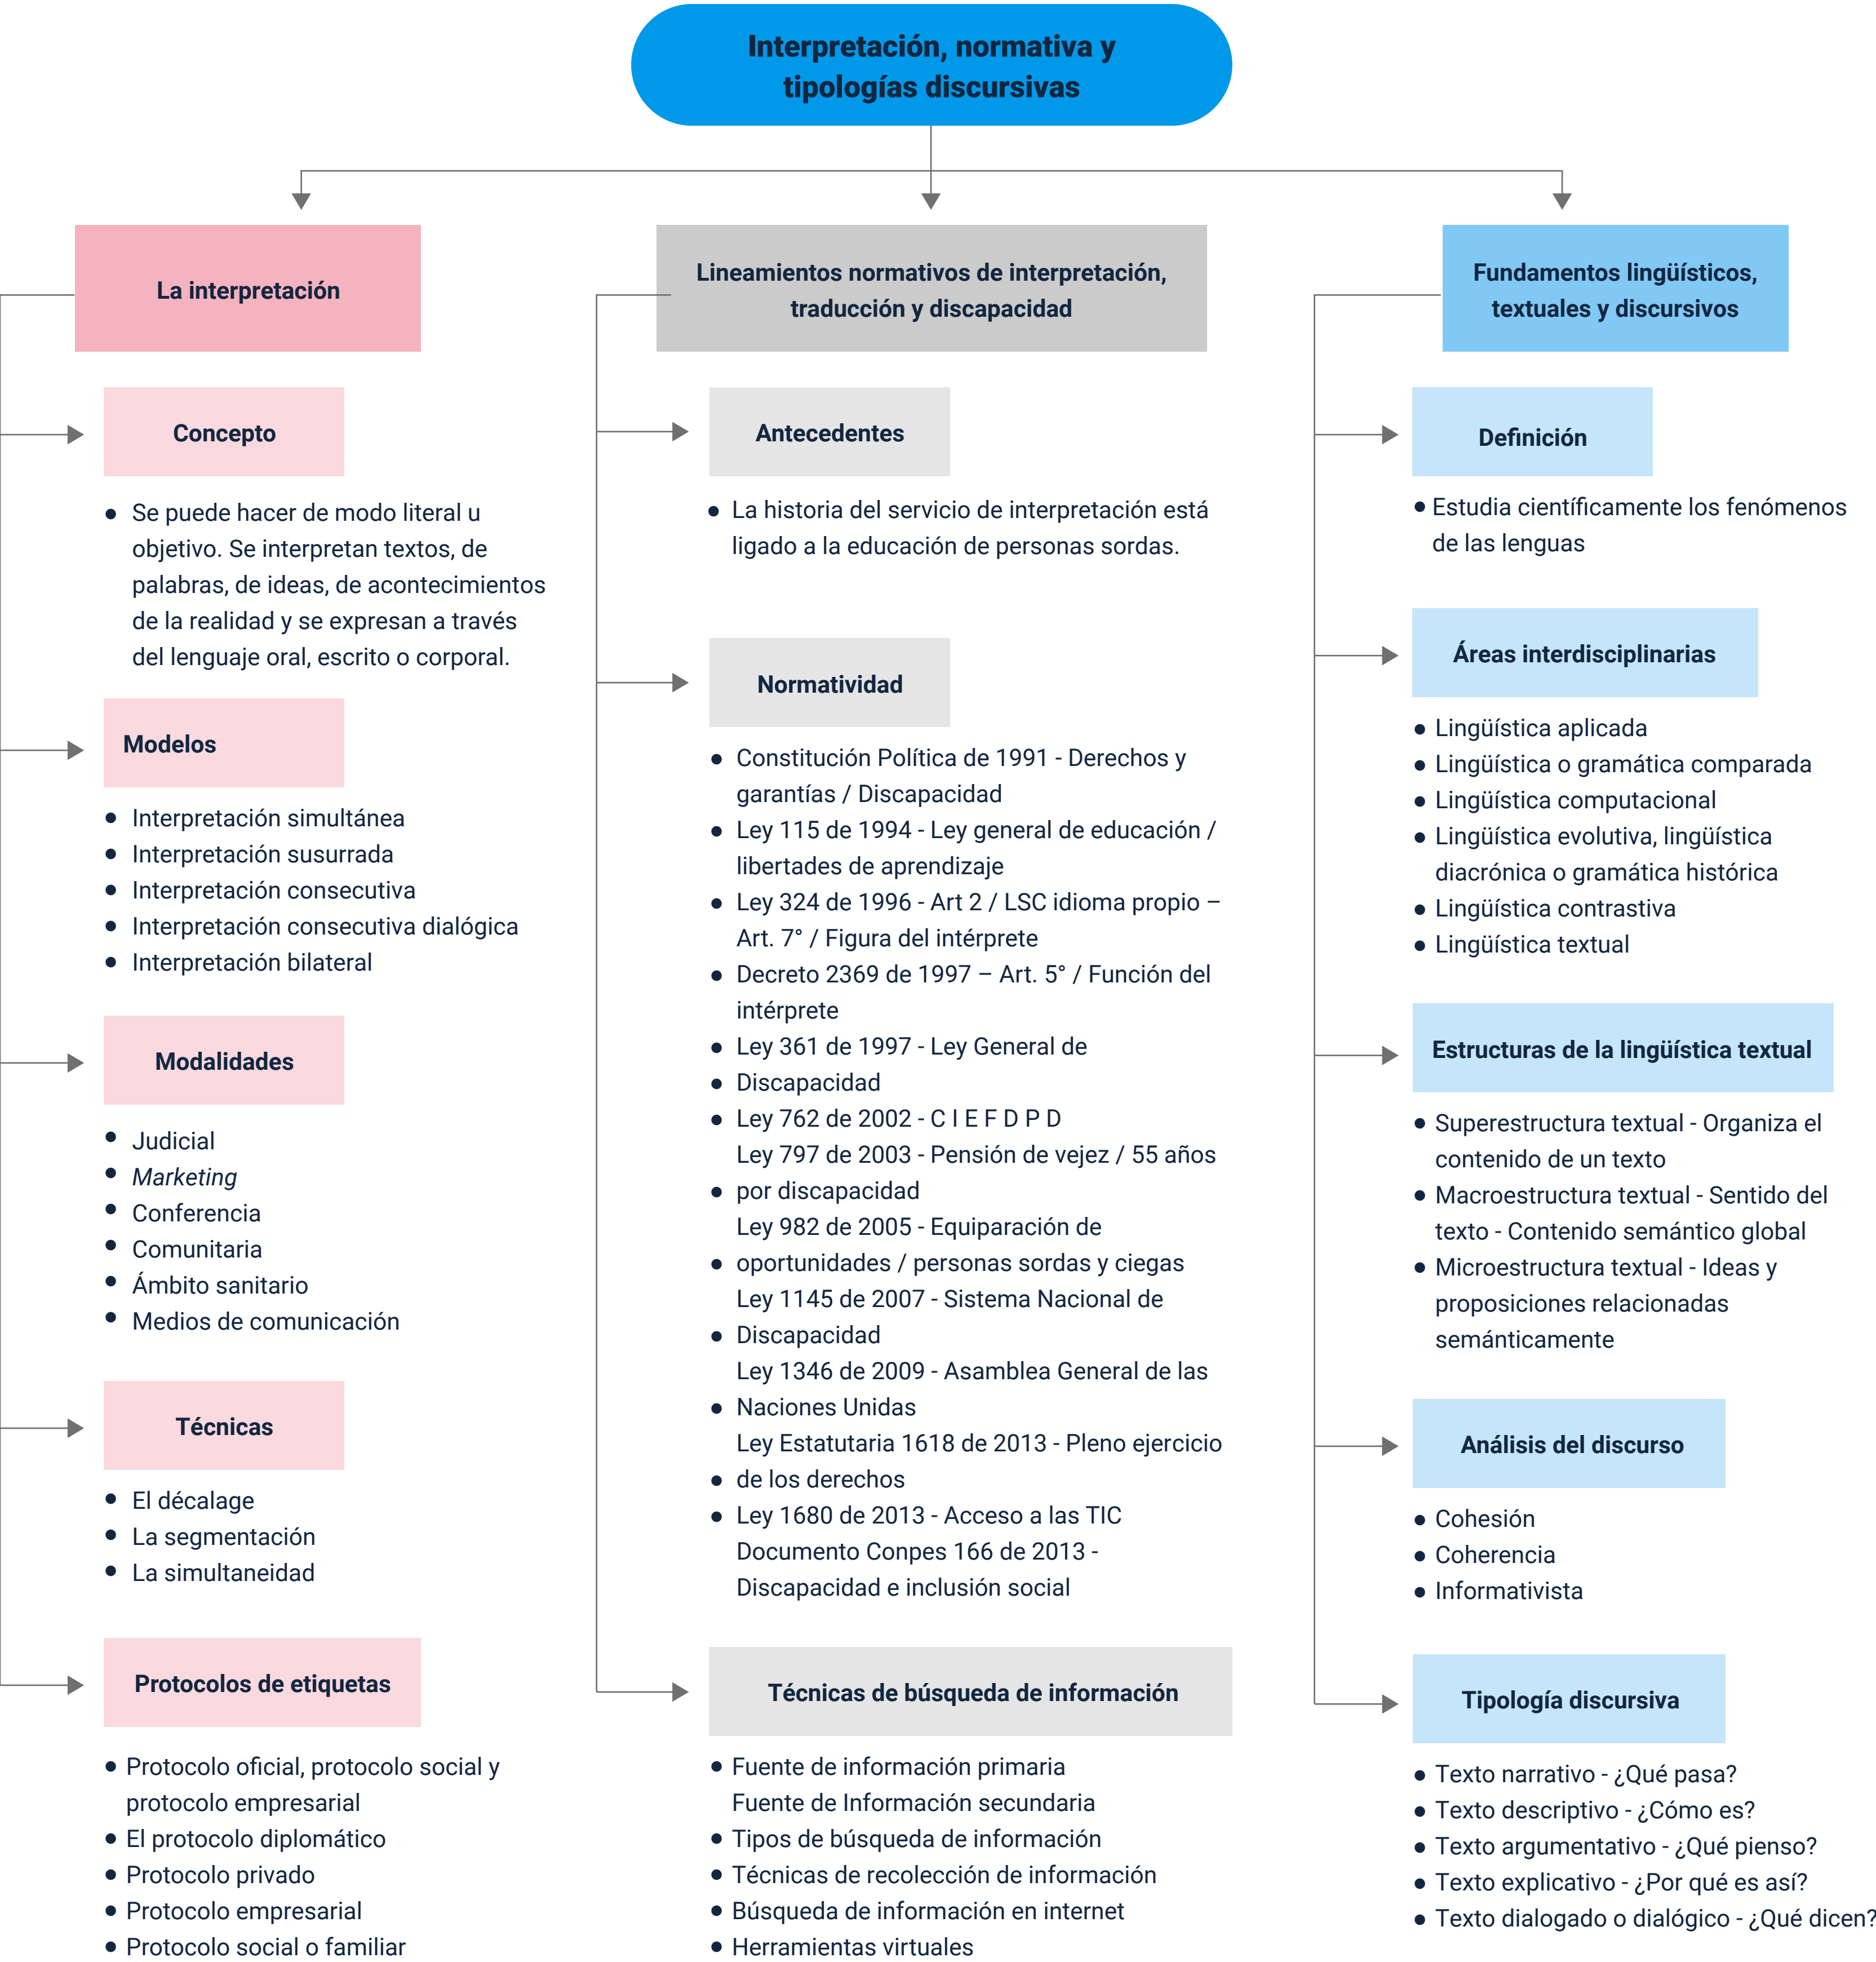 Interpretación, normativa y
tipologías discursivas
La interpretación
Concepto
● Se puede hacer de modo literal u
objetivo. Se interpretan textos, de
palabras, de ideas, de acontecimientos
de la realidad y se expresan a través
del lenguaje oral, escrito o corporal.
Modelos
● Interpretación simultánea
● Interpretación susurrada
● Interpretación consecutiva
● Interpretación consecutiva dialógica
● Interpretación bilateral
Modalidades
● Judicial
● Marketing
● Conferencia
● Comunitaria
● Ámbito sanitario
● Medios de comunicación
Técnicas
● El décalage
● La segmentación
● La simultaneidad
Protocolos de etiquetas
● Protocolo oficial, protocolo social y
protocolo empresarial
● El protocolo diplomático
● Protocolo privado
● Protocolo empresarial
● Protocolo social o familiar
Lineamientos normativos de interpretación,
traducción y discapacidad
Antecedentes
● La historia del servicio de interpretación está
ligado a la educación de personas sordas.
Normatividad
● Constitución Política de 1991 - Derechos y
garantías / Discapacidad
● Ley 115 de 1994 - Ley general de educación /
libertades de aprendizaje
● Ley 324 de 1996 - Art 2 / LSC idioma propio –
Art. 7° / Figura del intérprete
● Decreto 2369 de 1997 – Art. 5° / Función del
intérprete
● Ley 361 de 1997 - Ley General de
● Discapacidad
● Ley 762 de 2002 - C I E F D P D
Ley 797 de 2003 - Pensión de vejez / 55 años
● por discapacidad
Ley 982 de 2005 - Equiparación de
● oportunidades / personas sordas y ciegas
Ley 1145 de 2007 - Sistema Nacional de
● Discapacidad
Ley 1346 de 2009 - Asamblea General de las
● Naciones Unidas
Ley Estatutaria 1618 de 2013 - Pleno ejercicio
● de los derechos
● Ley 1680 de 2013 - Acceso a las TIC
Documento Conpes 166 de 2013 -
Discapacidad e inclusión social
Técnicas de búsqueda de información
● Fuente de información primaria
Fuente de Información secundaria
● Tipos de búsqueda de información
● Técnicas de recolección de información
● Búsqueda de información en internet
● Herramientas virtuales
Fundamentos lingüísticos,
textuales y discursivos
Definición
● Estudia científicamente los fenómenos
de las lenguas
Áreas interdisciplinarias
● Lingüística aplicada
● Lingüística o gramática comparada
● Lingüística computacional
● Lingüística evolutiva, lingüística
diacrónica o gramática histórica
● Lingüística contrastiva
● Lingüística textual
Estructuras de la lingüística textual
● Superestructura textual - Organiza el
contenido de un texto
● Macroestructura textual - Sentido del
texto - Contenido semántico global
● Microestructura textual - Ideas y
proposiciones relacionadas
semánticamente
Análisis del discurso
● Cohesión
● Coherencia
● Informativista
Tipología discursiva
● Texto narrativo - ¿Qué pasa?
● Texto descriptivo - ¿Cómo es?
● Texto argumentativo - ¿Qué pienso?
● Texto explicativo - ¿Por qué es así?
● Texto dialogado o dialógico - ¿Qué dicen?